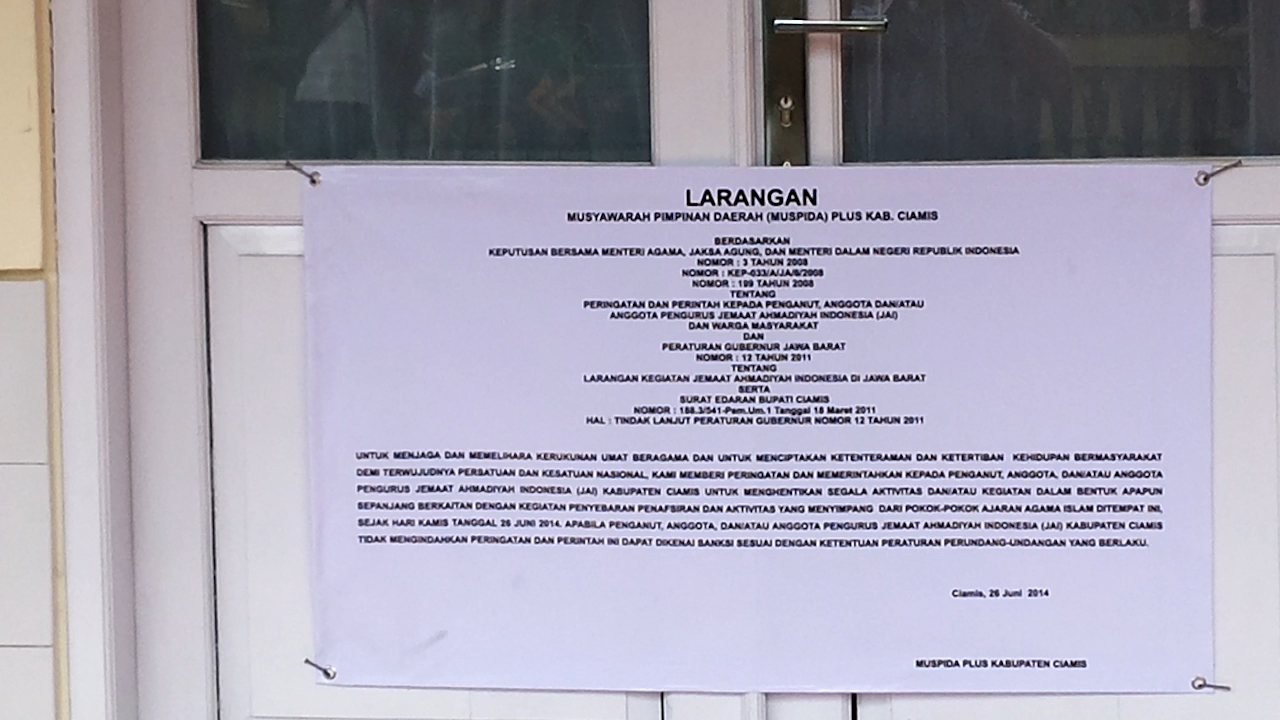 LARANGAN
MUSYAWARAH PIMPINAN DAERAH (MUSPIDA) PLUS KAB. CIAMIS
BERDASARKAN
KEPUTUSAN BERSAMA MENTERI AGAMA, JAKSA AGUNG, DAN MENTERI DALAM NEGERI REPUBLIK INDONESIA
NOMOR : 3 TAHUN 2008
NOMOR : KEP-033/A/JA/6/2008
NOMOR : 199 TAHUN 2008
TENTANG
PERINGATAN DAN PERINTAH KEPADA PENGANUT, ANGGOTA DAN/ATAU
ANGGOTA PENGURUS JEMAAT AHMADIYAH INDONESIA (JAI)
DAN WARGA MASYARAKAT
DAN
PERATURAN GUBERNUR JAWA BARAT
NOMOR : 12 TAHUN 2011
TENTANG
LARANGAN KEGIATAN JEMAAT AHMADIYAH INDONESIA DI JAWA BARAT
SERTA
SURAT EDARAN BUPATI CIAMIS
NOMOR : 188.3/541-Pem.Um.1 Tanggal 18 Maret 2011
HAL : TINDAK LANJUT PERATURAN GUBERNUR NOMOR 12 TAHUN 2011
UNTUK MENJAGA DAN MEMELIHARA KERUKUNAN UMAT BERAGAMA DAN UNTUK MENCIPTAKAN KETENTERAMAN DAN KETERTIBAN KEHIDUPAN BERMASYARAKAT
DEMI TERWUJUDNYA PERSATUAN DAN KESATUAN NASIONAL, KAMI MEMBERI PERINGATAN DAN MEMERINTAHKAN KEPADA PENGANUT, ANGGOTA, DAN/ATAU ANGGOTA
PENGURUS JEMAAT AHMADIYAH INDONESIA (JAI) KABUPATEN CIAMIS UNTUK MENGHENTIKAN SEGALA AKTIVITAS DAN/ATAU KEGIATAN DALAM BENTUK APAPUN
SEPANJANG BERKAITAN DENGAN KEGIATAN PENYEBARAN PENAFSIRAN DAN AKTIVITAS YANG MENYIMPANG DARI POKOK-POKOK AJARAN AGAMA ISLAM DITEMPAT INI,
SEJAK HARI KAMIS TANGGAL 26 JUNI 2014. APABILA PENGANUT, ANGGOTA, DAN/ATAU ANGGOTA PENGURUS JEMAAT AHMADIYAH INDONESIA (JAI) KABUPATEN CIAMIS
TIDAK MENGINDAHKAN PERINGATAN DAN PERINTAH INI DAPAT DIKENAI SANKSI SESUAI DENGAN KETENTUAN PERATURAN PERUNDANG-UNDANGAN YANG BERLAKU.
Ciamis, 26 Juni 2014
MUSPIDA PLUS KABUPATEN CIAMIS